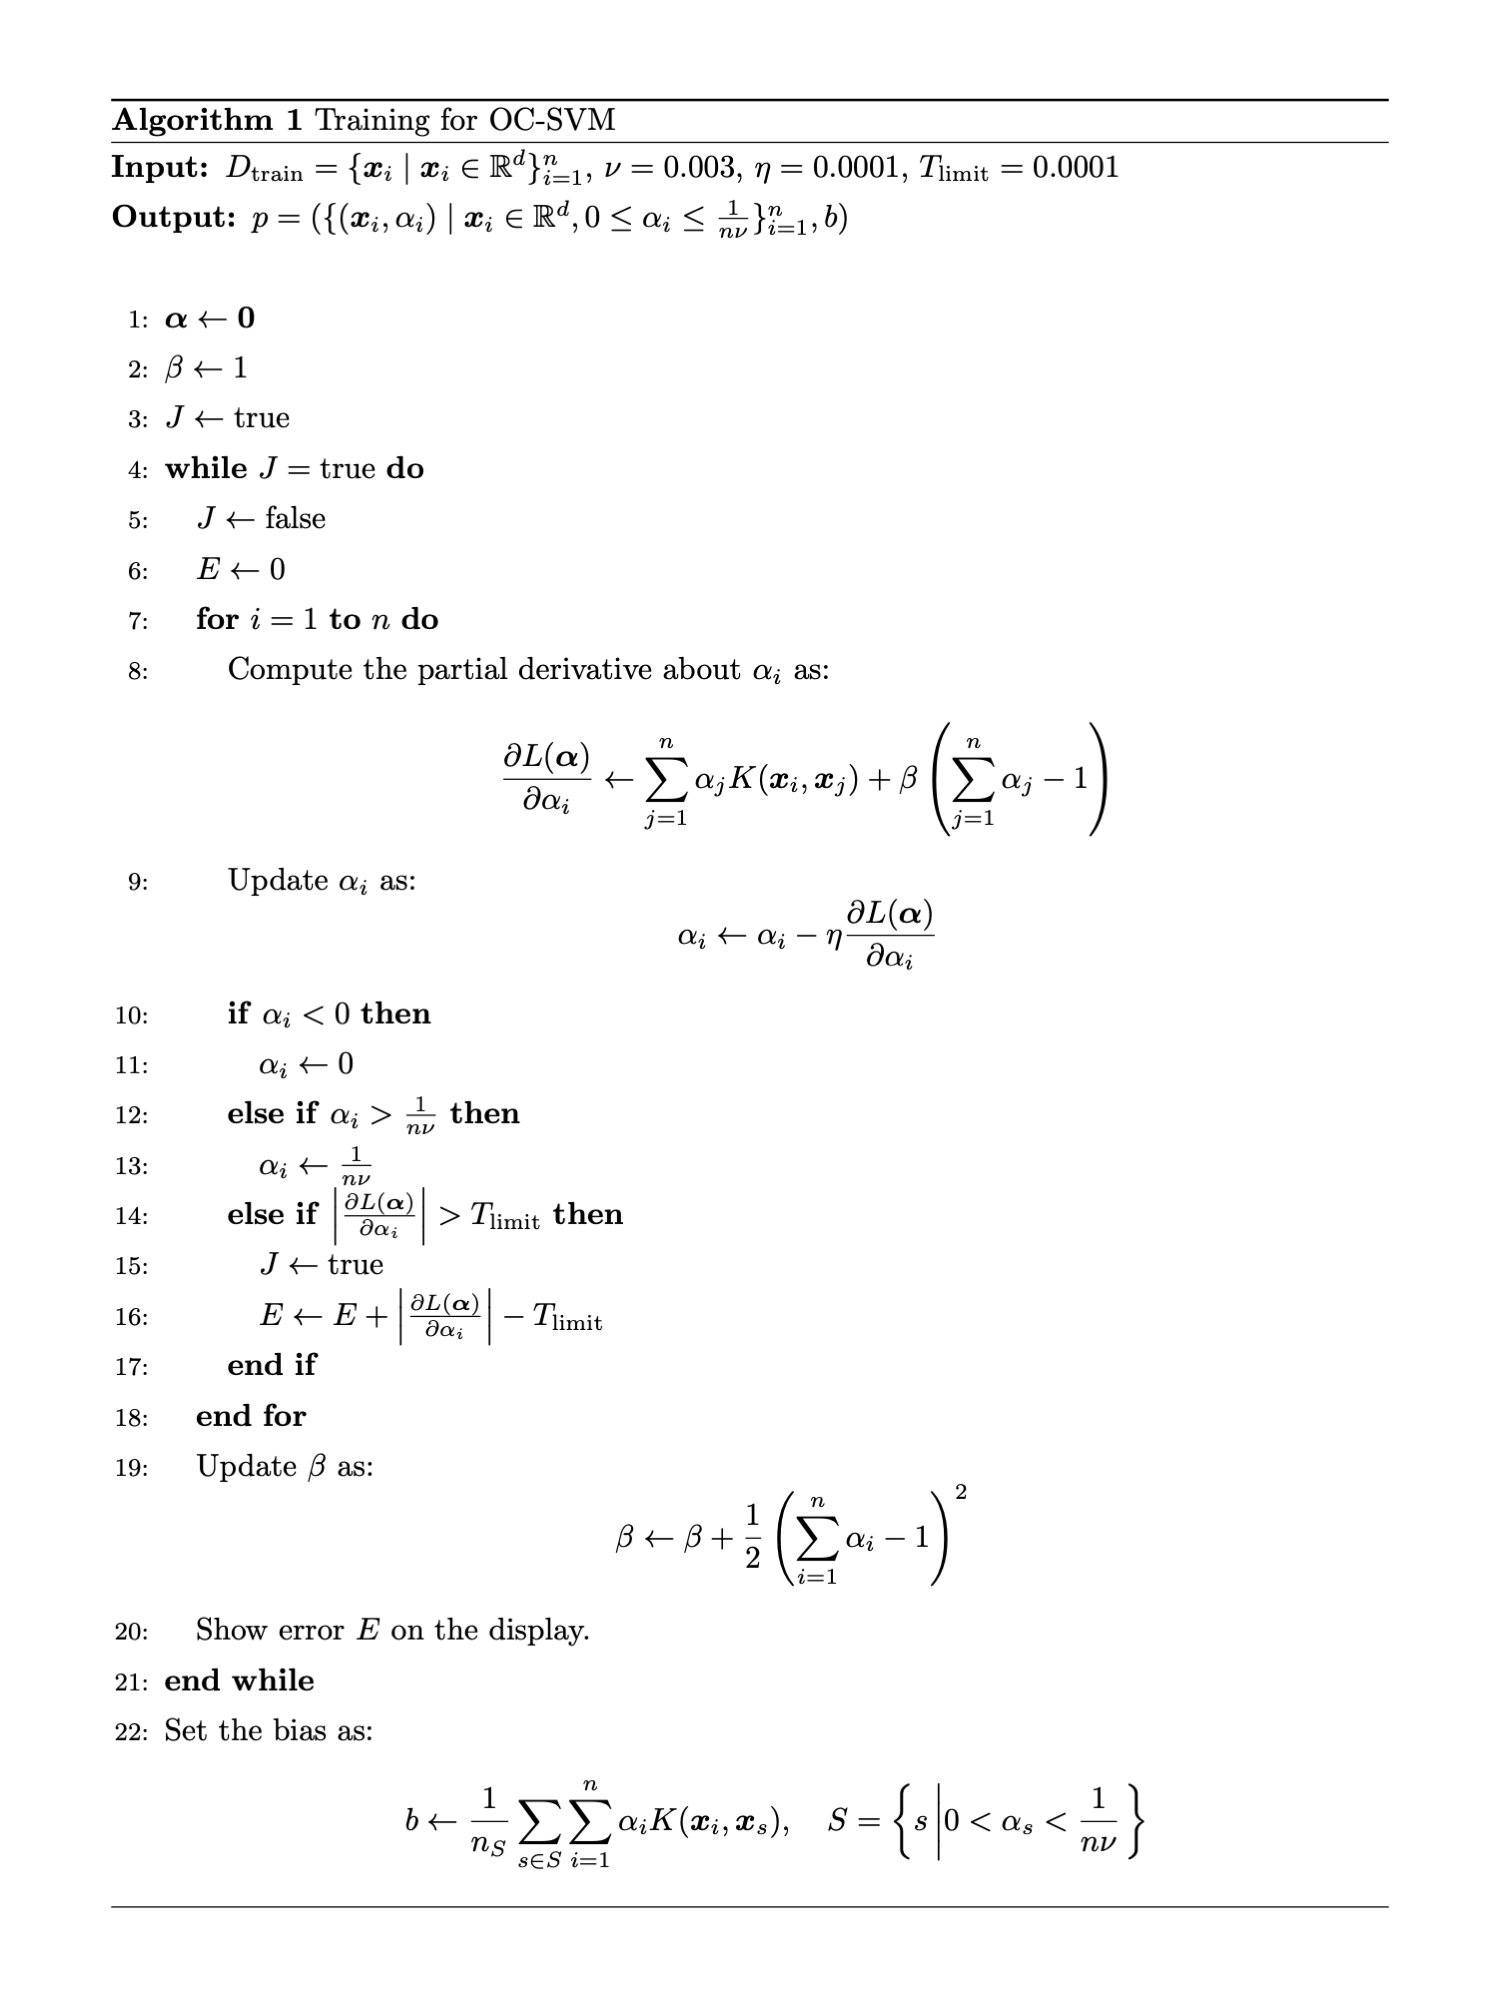 Algorithm 1 Training for OC-SVM
Input: $D_{\text{train}} = \{\boldsymbol{x}_i \mid \boldsymbol{x}_i \in \mathbb{R}^d\}_{i=1}^n$, $\nu = 0.003$, $\eta = 0.0001$, $T_{\text{limit}} = 0.0001$
Output: $p = (\{(\boldsymbol{x}_i, \alpha_i) \mid \boldsymbol{x}_i \in \mathbb{R}^d, 0 \leq \alpha_i \leq \frac{1}{n\nu}\}_{i=1}^n, b)$
1: $\boldsymbol{\alpha} \leftarrow \mathbf{0}$
2: $\beta \leftarrow 1$
3: $J \leftarrow \text{true}$
4: while $J = \text{true}$ do
5: $J \leftarrow \text{false}$
6: $E \leftarrow 0$
7: for $i = 1$ to $n$ do
8: Compute the partial derivative about $\alpha_i$ as:
$\frac{\partial L(\boldsymbol{\alpha})}{\partial \alpha_i} \leftarrow \sum_{j=1}^{n} \alpha_j K(\boldsymbol{x}_i, \boldsymbol{x}_j) + \beta \left( \sum_{j=1}^{n} \alpha_j - 1 \right)$
9: Update $\alpha_i$ as:
$\alpha_i \leftarrow \alpha_i - \eta \frac{\partial L(\boldsymbol{\alpha})}{\partial \alpha_i}$
10: if $\alpha_i < 0$ then
11: $\alpha_i \leftarrow 0$
12: else if $\alpha_i > \frac{1}{n\nu}$ then
13: $\alpha_i \leftarrow \frac{1}{n\nu}$
14: else if $\left| \frac{\partial L(\boldsymbol{\alpha})}{\partial \alpha_i} \right| > T_{\text{limit}}$ then
15: $J \leftarrow \text{true}$
16: $E \leftarrow E + \left| \frac{\partial L(\boldsymbol{\alpha})}{\partial \alpha_i} \right| - T_{\text{limit}}$
17: end if
18: end for
19: Update $\beta$ as:
$\beta \leftarrow \beta + \frac{1}{2} \left( \sum_{i=1}^{n} \alpha_i - 1 \right)^2$
20: Show error $E$ on the display.
21: end while
22: Set the bias as:
$b \leftarrow \frac{1}{n_S} \sum_{s \in S} \sum_{i=1}^{n} \alpha_i K(\boldsymbol{x}_i, \boldsymbol{x}_s), \quad S = \left\{ s \middle| 0 < \alpha_s < \frac{1}{n\nu} \right\}$